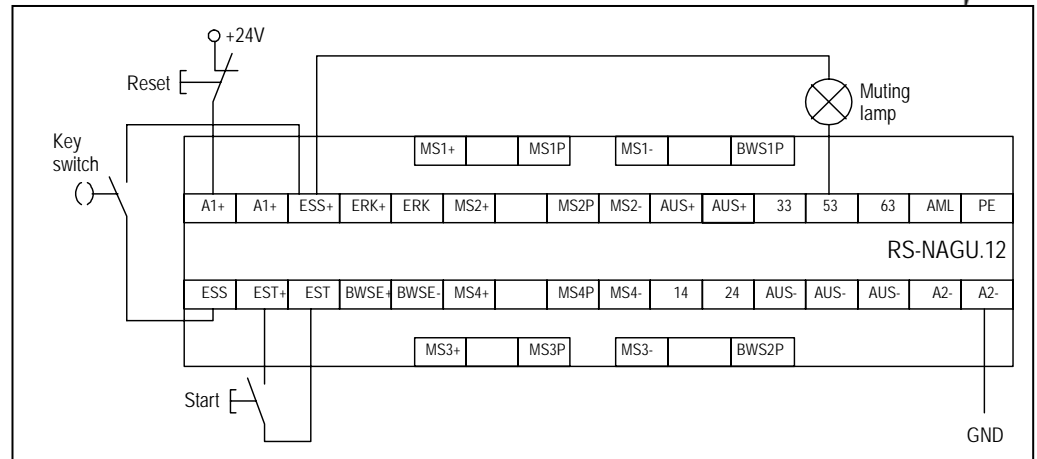 +24V
Reset
Muting
lamp
Key
switch
MS1+ MS1P MS1- BWS1P
A1+ A1+ ESS+ ERK+ ERK MS2+ MS2P MS2- AUS+ AUS+ 33 53 63 AML PE
RS-NAGU.12
ESS EST+ EST BWSE+ BWSE- MS4+ MS4P MS4- 14 24 AUS- AUS- AUS- A2- A2-
MS3+ MS3P MS3- BWS2P
Start
GND